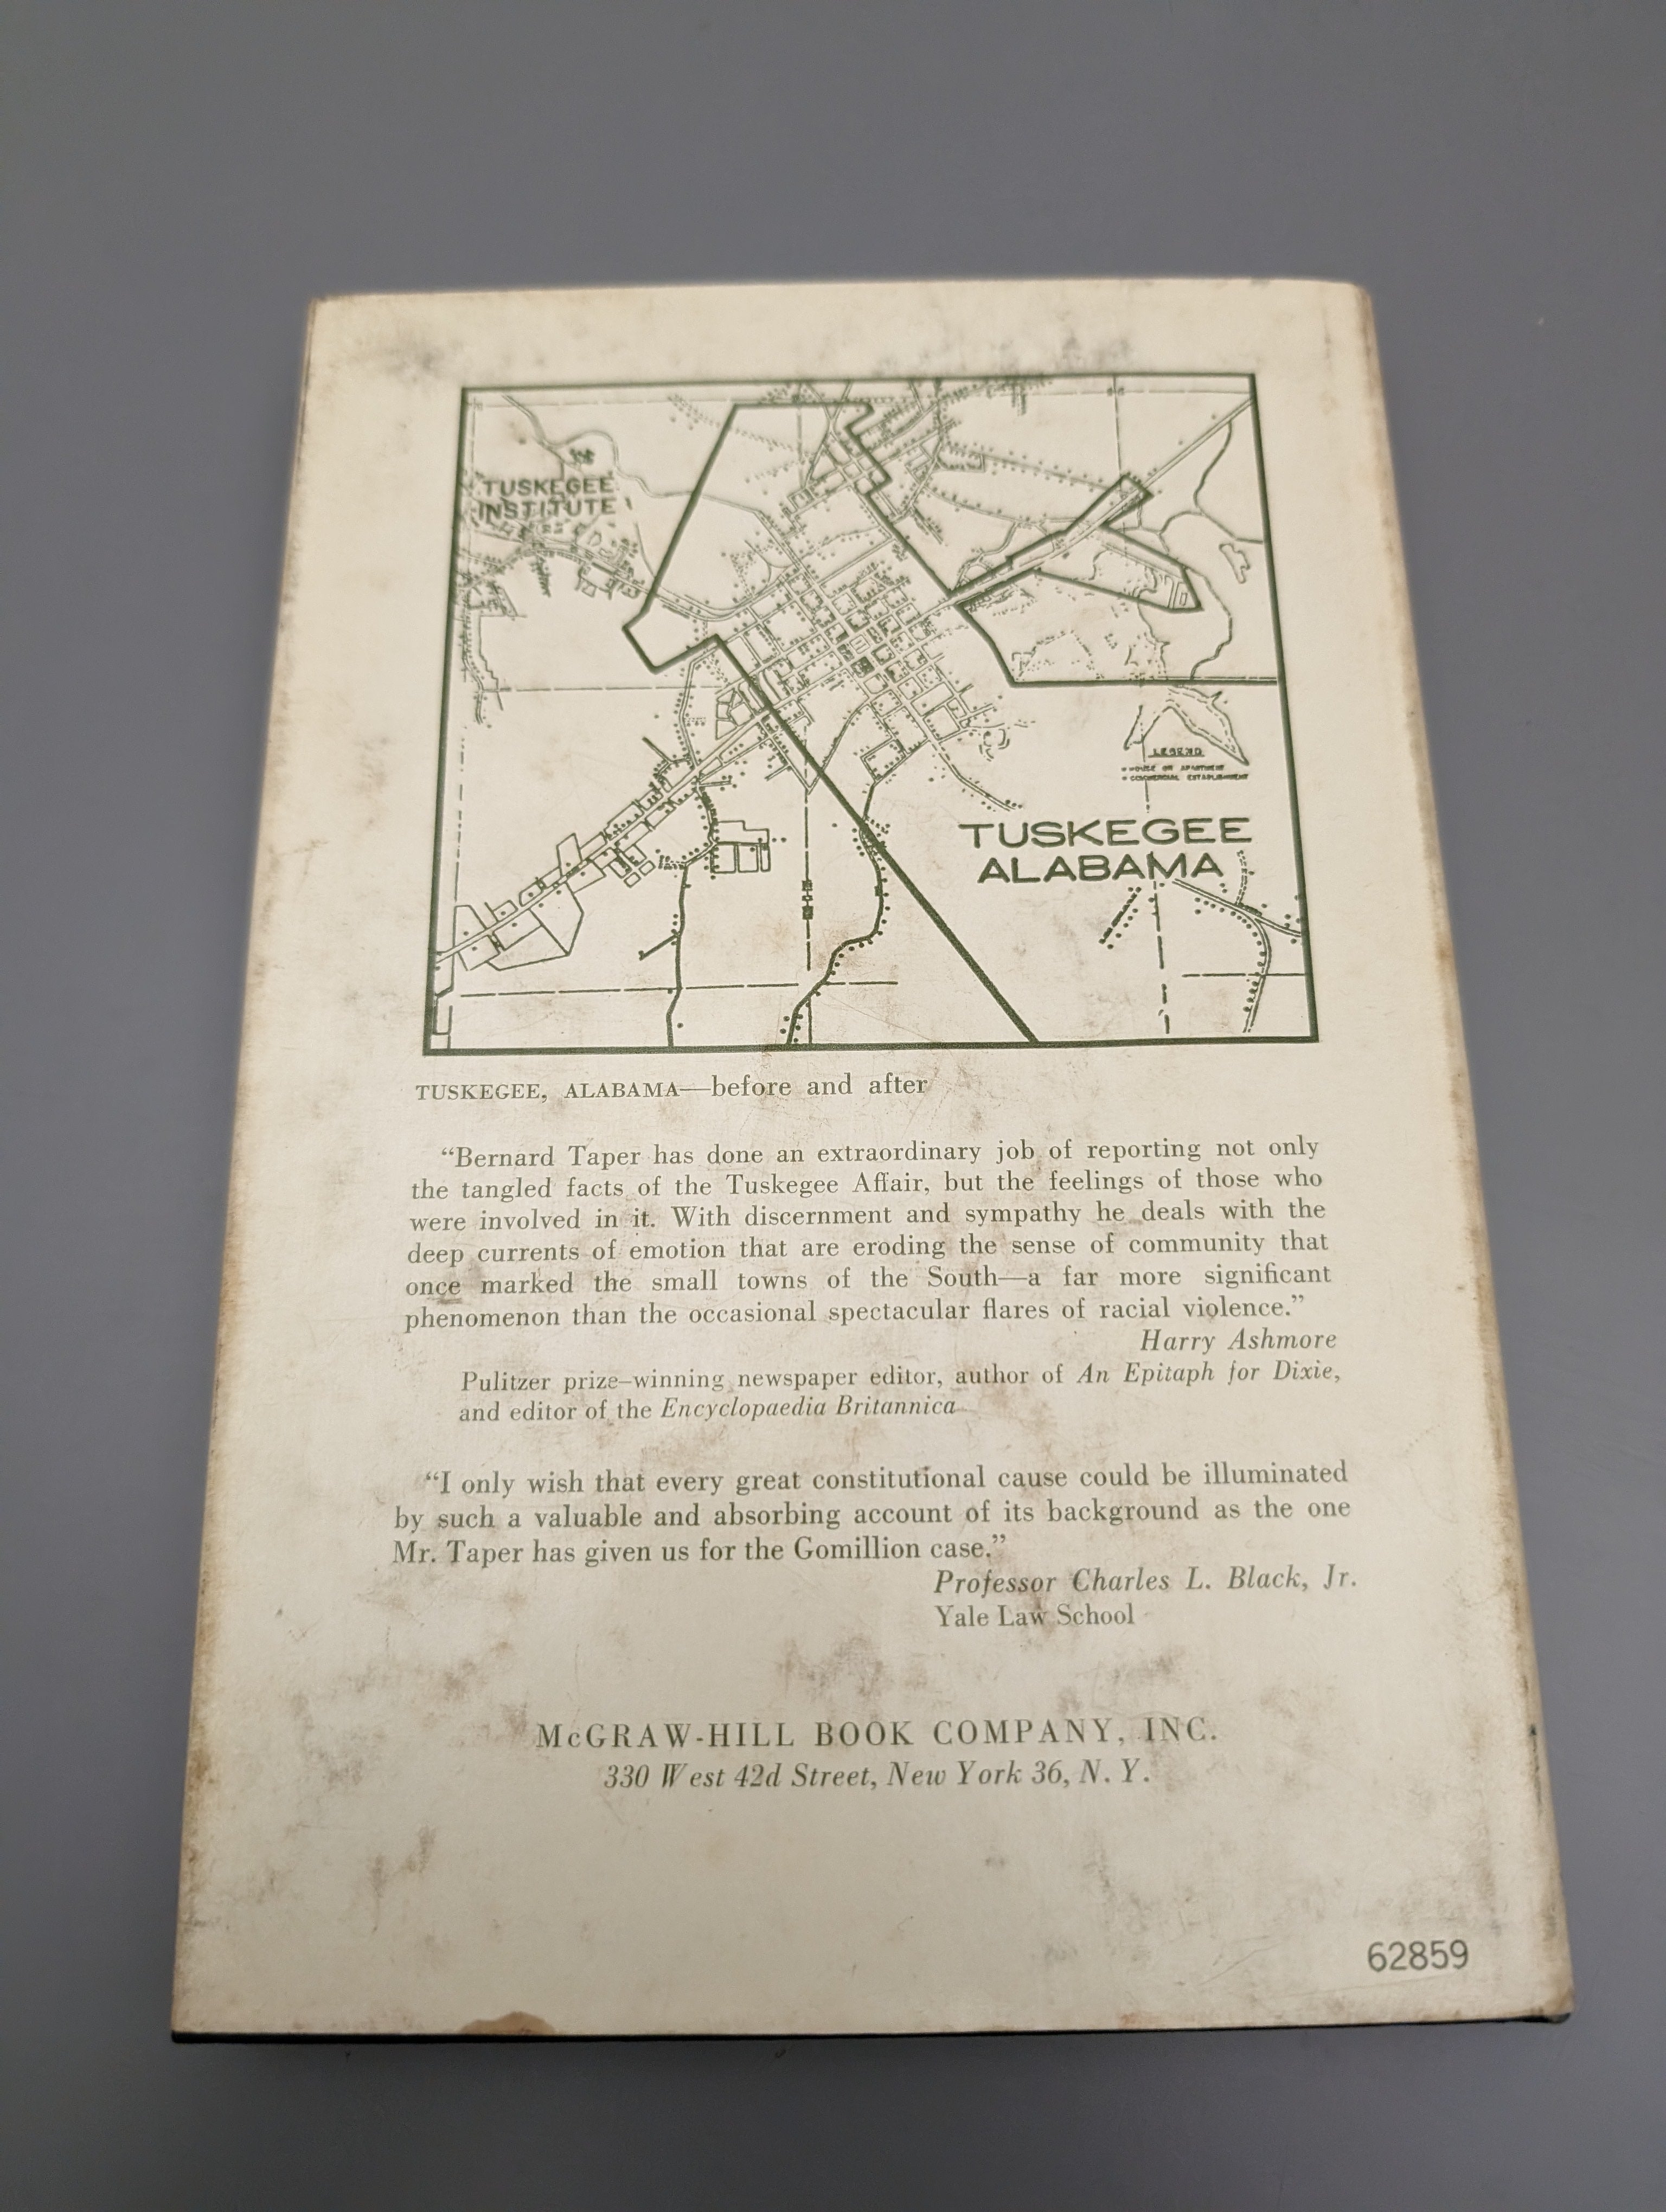 TUSKEGEE
INSTITUTE
LEGEND
HOUSE OR APARTMENT
COMMERCIAL ESTABLISHMENT
TUSKEGEE
ALABAMA
TUSKEGEE, ALABAMA—before and after
“Bernard Taper has done an extraordinary job of reporting not only
the tangled facts of the Tuskegee Affair, but the feelings of those who
were involved in it. With discernment and sympathy he deals with the
deep currents of emotion that are eroding the sense of community that
once marked the small towns of the South—a far more significant
phenomenon than the occasional spectacular flares of racial violence.”
Harry Ashmore
Pulitzer prize–winning newspaper editor, author of An Epitaph for Dixie,
and editor of the Encyclopaedia Britannica
“I only wish that every great constitutional cause could be illuminated
by such a valuable and absorbing account of its background as the one
Mr. Taper has given us for the Gomillion case.”
Professor Charles L. Black, Jr.
Yale Law School
McGRAW-HILL BOOK COMPANY, INC.
330 West 42d Street, New York 36, N. Y.
62859